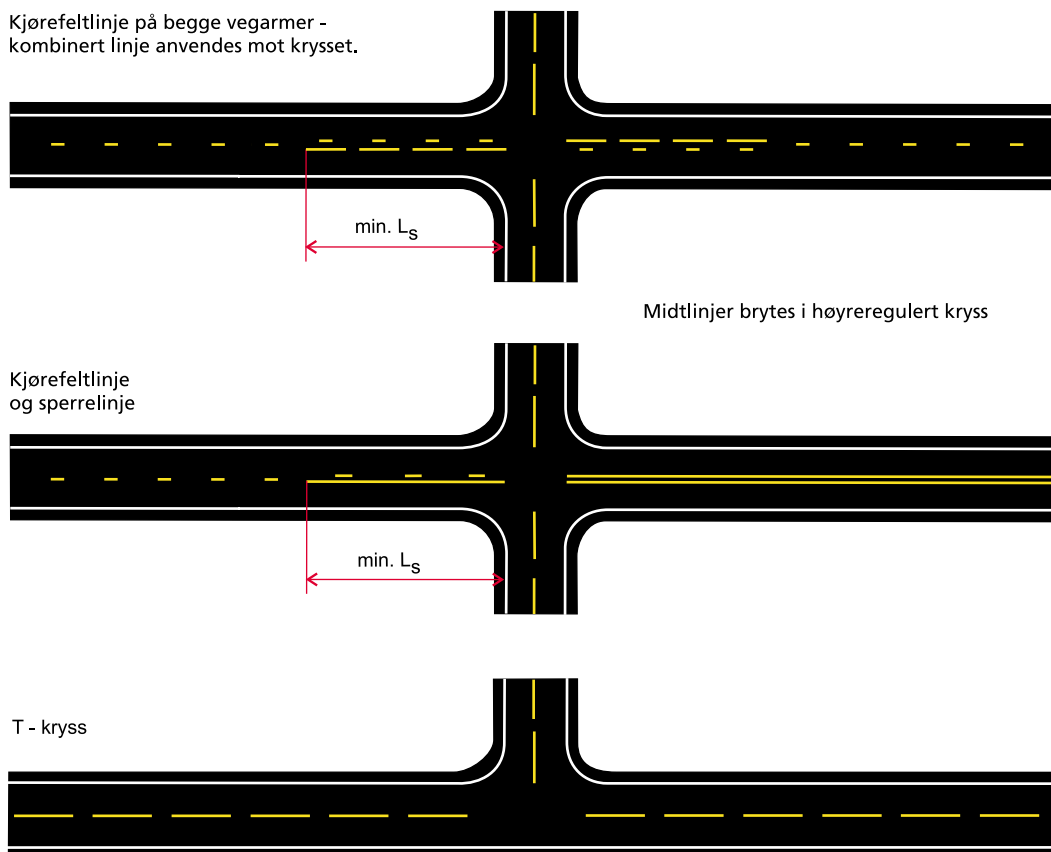 Kjørefeltlinje på begge vegarmer -
kombinert linje anvendes mot krysset.
min. Ls
Midtlinjer brytes i høyreregulert kryss
Kjørefeltlinje
og sperrelinje
min. Ls
T - kryss